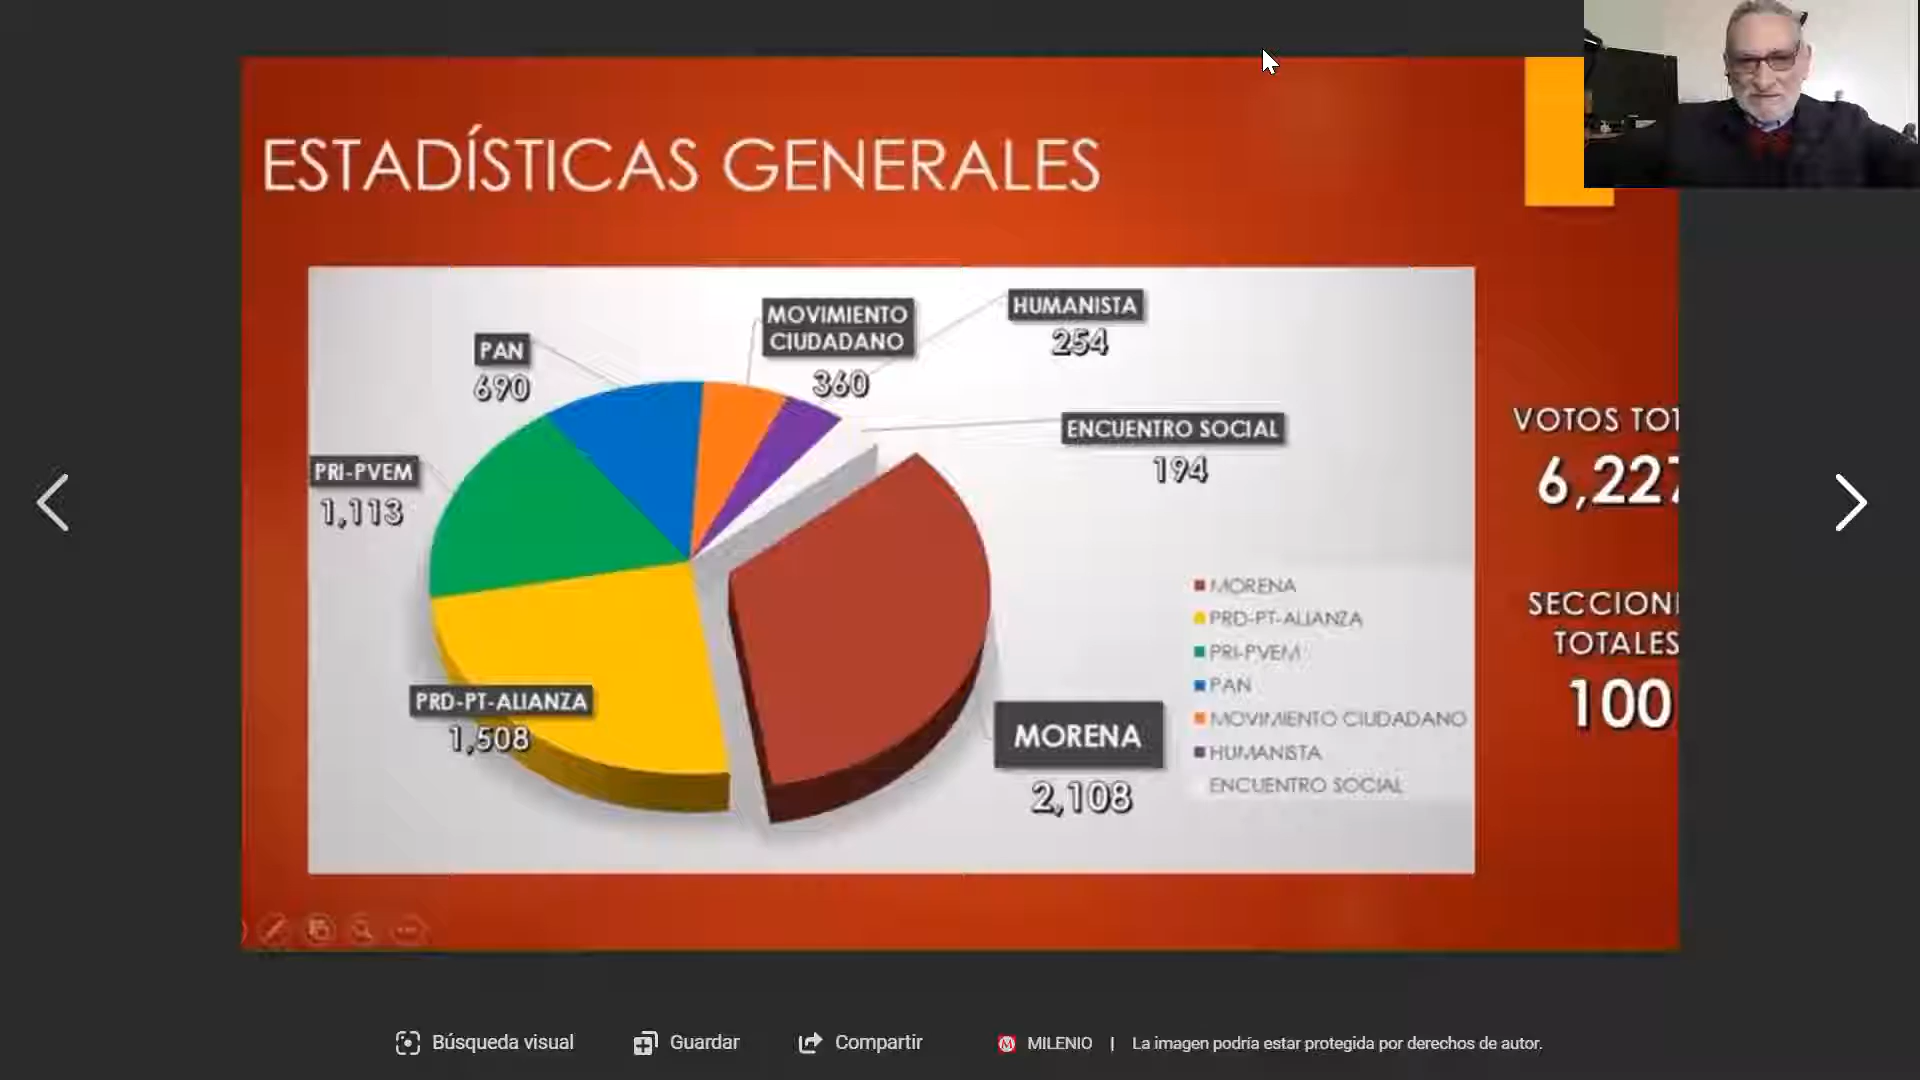 ESTADÍSTICAS GENERALES
MOVIMIENTO
CIUDADANO
360
HUMANISTA
254
PAN
690
ENCUENTRO SOCIAL
194
PRI-PVEM
1,113
PRD-PT-ALIANZA
1,508
MORENA
2,108
MORENA
PRD-PT-ALIANZA
PRI-PVEM
PAN
MOVIMIENTO CIUDADANO
HUMANISTA
ENCUENTRO SOCIAL
VOTOS TOT
6,227
SECCIONE
TOTALES
100
Búsqueda visual
Guardar
Compartir
MILENIO | La imagen podría estar protegida por derechos de autor.